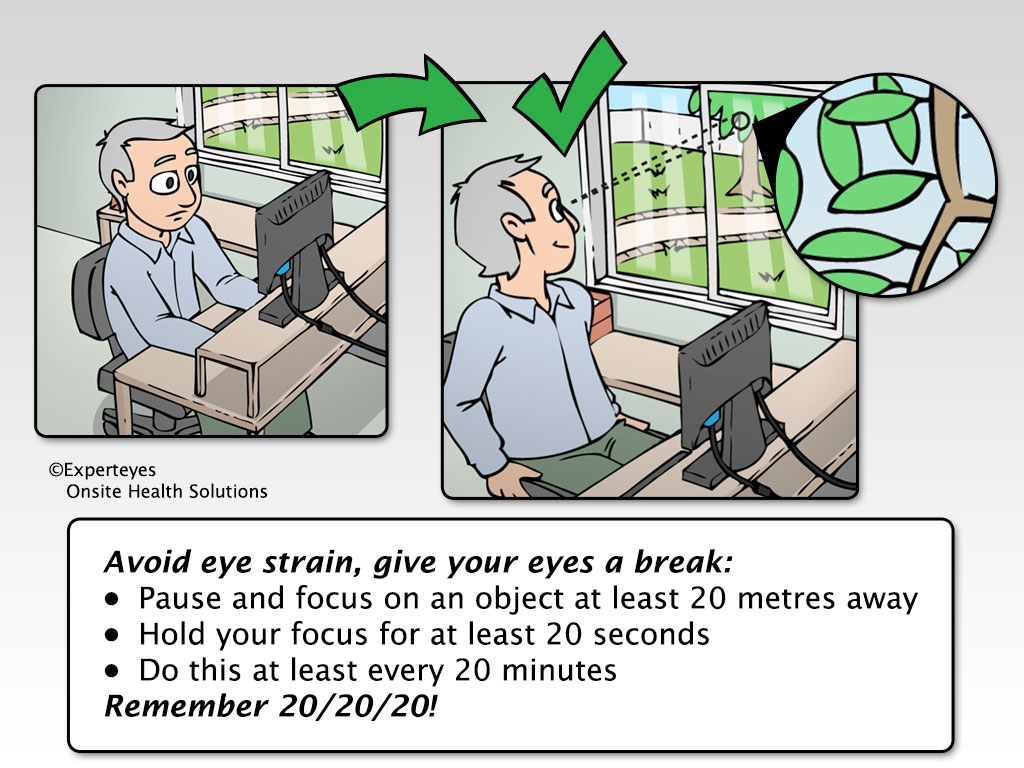 ©Experteyes
Onsite Health Solutions
Avoid eye strain, give your eyes a break:
• Pause and focus on an object at least 20 metres away
• Hold your focus for at least 20 seconds
• Do this at least every 20 minutes
Remember 20/20/20!